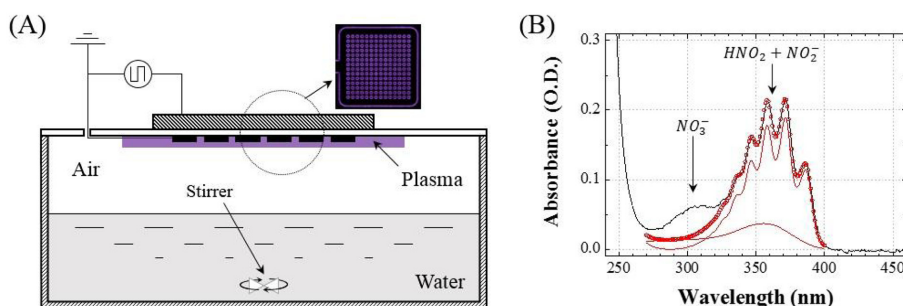 (A)
Air
Plasma
Stirrer
Water
(B)
Absorbance (O.D.)
0.3
0.2
0.1
0.0
HNO₂ + NO₂⁻
NO₃⁻
250 300 350 400 450
Wavelength (nm)